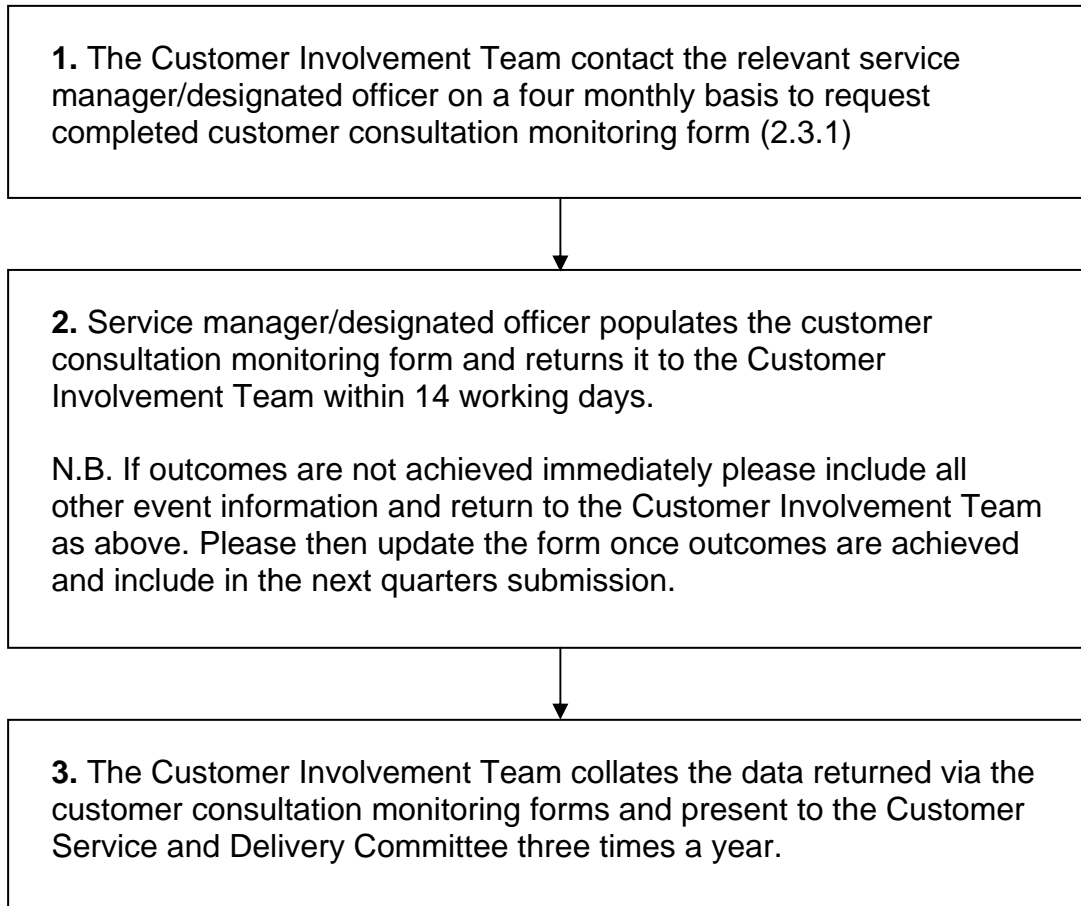 1. The Customer Involvement Team contact the relevant service
manager/designated officer on a four monthly basis to request
completed customer consultation monitoring form (2.3.1)
2. Service manager/designated officer populates the customer
consultation monitoring form and returns it to the Customer
Involvement Team within 14 working days.
N.B. If outcomes are not achieved immediately please include all
other event information and return to the Customer Involvement Team
as above. Please then update the form once outcomes are achieved
and include in the next quarters submission.
3. The Customer Involvement Team collates the data returned via the
customer consultation monitoring forms and present to the Customer
Service and Delivery Committee three times a year.